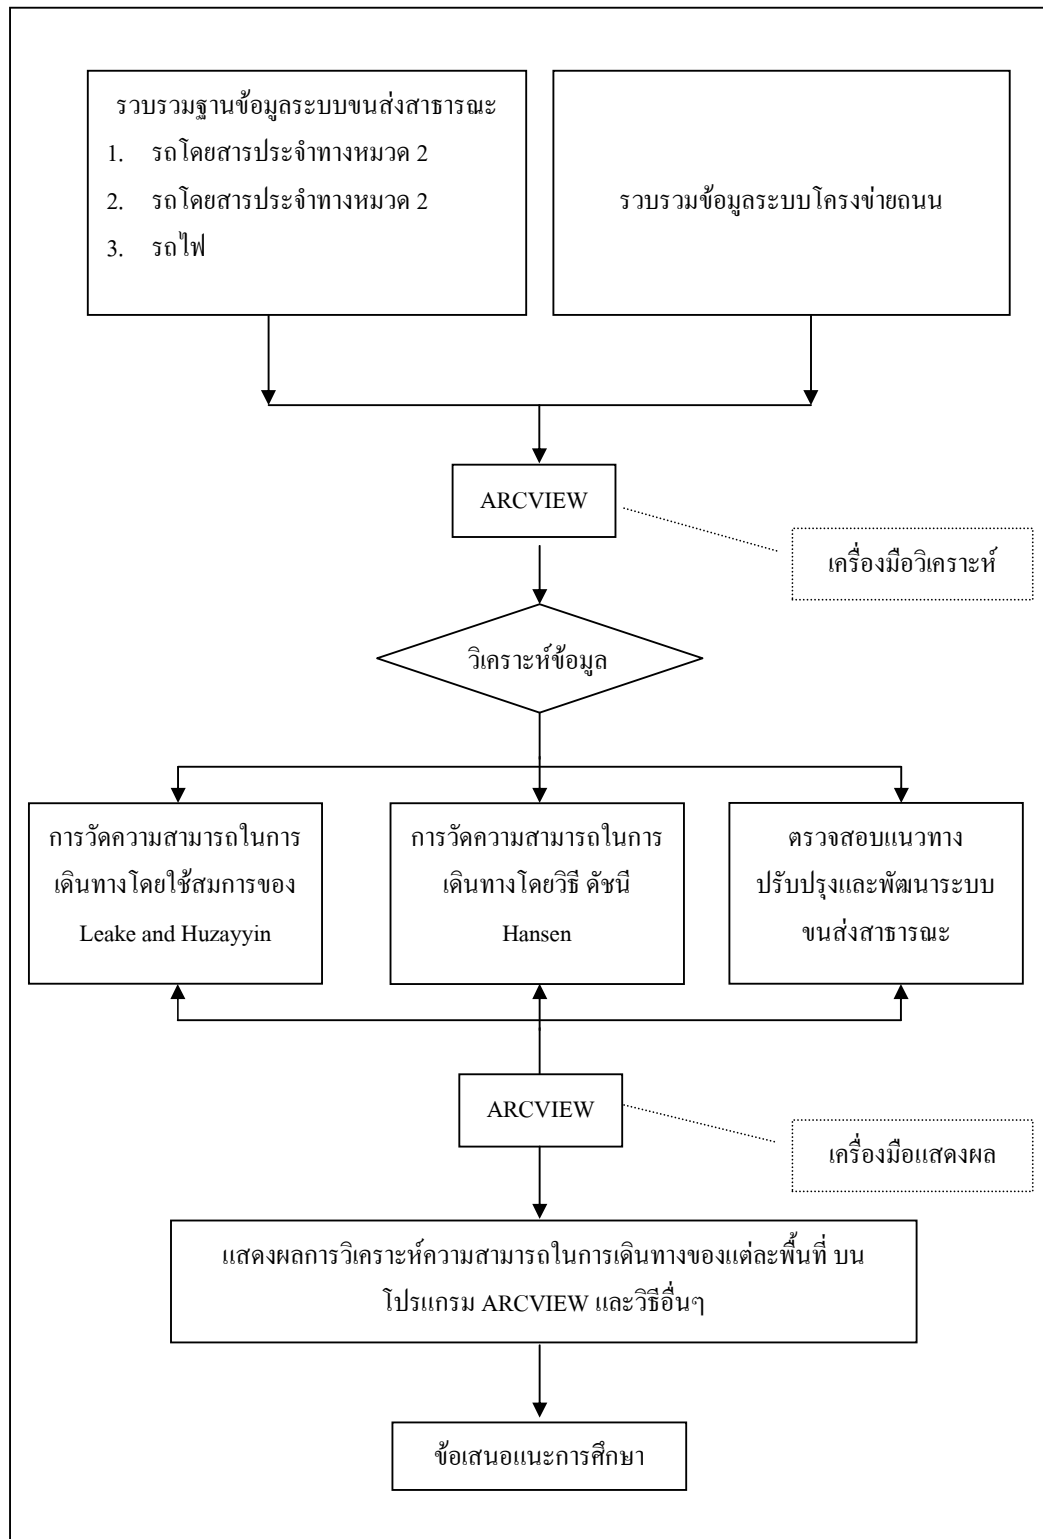 รวบรวมฐานข้อมูลระบบขนส่งสาธารณะ
1. รถโดยสารประจำทางหมวด 2
2. รถโดยสารประจำทางหมวด 2
3. รถไฟ
รวบรวมข้อมูลระบบโครงข่ายถนน
ARCVIEW
เครื่องมือวิเคราะห์
วิเคราะห์ข้อมูล
การวัดความสามารถในการ
เดินทางโดยใช้สมการของ
Leake and Huzayyin
การวัดความสามารถในการ
เดินทางโดยวิธี ดัชนี
Hansen
ตรวจสอบแนวทาง
ปรับปรุงและพัฒนาระบบ
ขนส่งสาธารณะ
ARCVIEW
เครื่องมือแสดงผล
แสดงผลการวิเคราะห์ความสามารถในการเดินทางของแต่ละพื้นที่ บน
โปรแกรม ARCVIEW และวิธีอื่นๆ
ข้อเสนอแนะการศึกษา